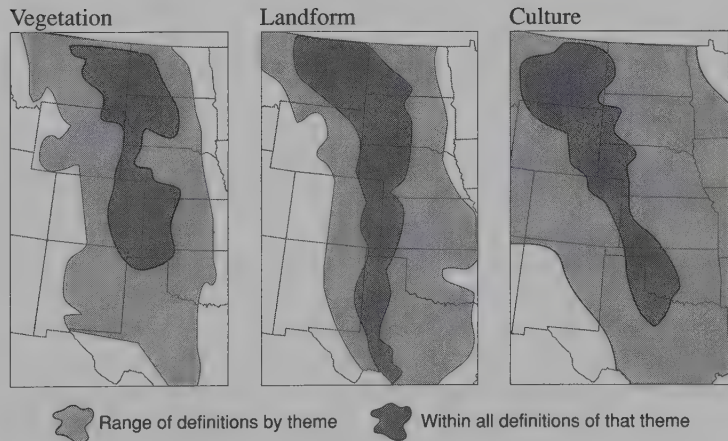 Vegetation
Landform
Culture
Range of definitions by theme
Within all definitions of that theme